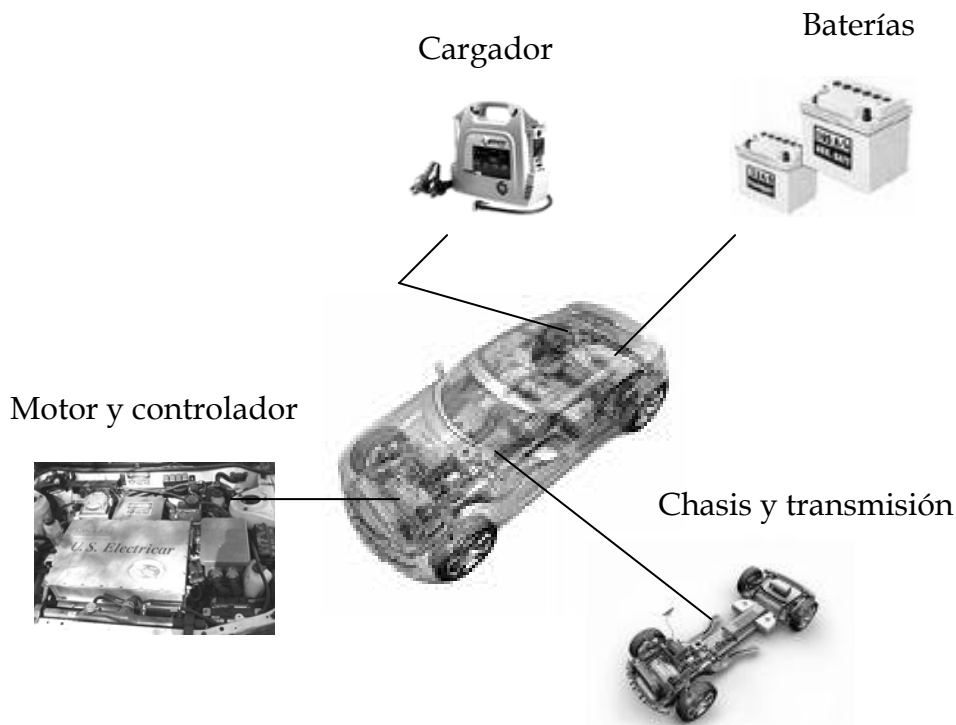 Baterías
Cargador
Motor y controlador
U. S. Electricar
Chasis y transmisión